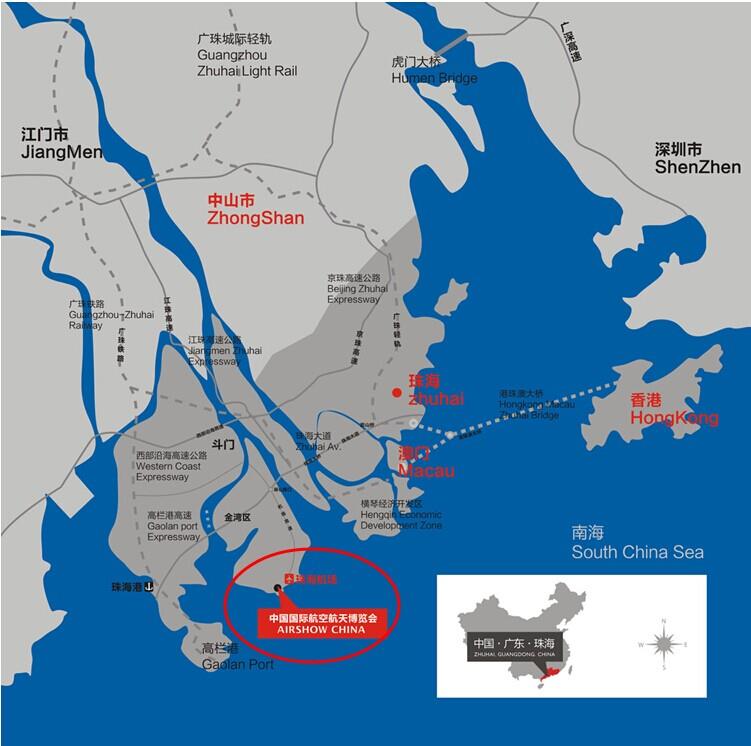 广珠城际轻轨
Guangzhou
Zhuhai Light Rail
虎门大桥
Humen Bridge
广深高速
江门市
JiangMen
深圳市
ShenZhen
中山市
ZhongShan
京珠高速公路
Beijing Zhuhai
Expressway
广珠铁路
Guangzhou-Zhuhai
Railway
江珠高速
广珠铁路
江珠高速公路
Jiangmen Zhuhai
Expressway
京珠高速
广珠轻轨
珠海
zhuhai
港珠澳大桥
Hongkong Macau
Zhuhai Bridge
香港
HongKong
西部沿海高速
斗门
珠海大道
Zhuhai Av.
澳门
Macau
西部沿海高速公路
Western Coast
Expressway
高栏港高速
Gaolan port
Expressway
金湾区
横琴经济开发区
Hengqin Economic
Development Zone
南海
South China Sea
珠海港
珠海机场
中国国际航空航天博览会
AIRSHOW CHINA
高栏港
Gaolan Port
中国·广东·珠海
ZHUHAI, GUANGDONG, CHINA
N
W
E
S